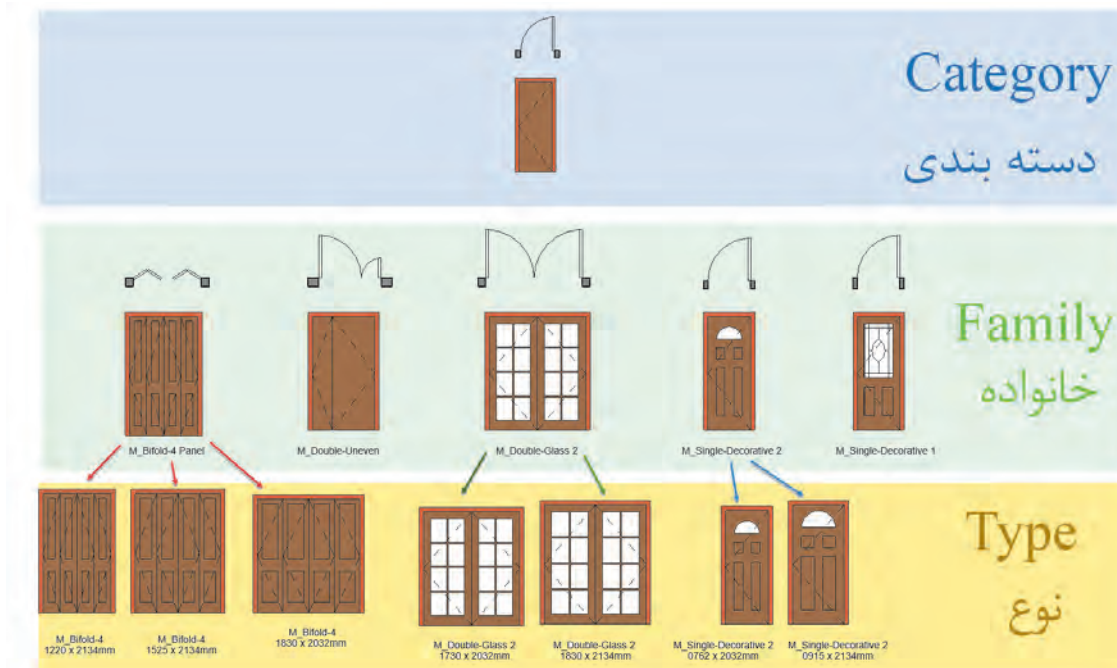 Category
دسته بندی
Family
خانواده
M_Bifold-4 Panel
M_Double-Uneven
M_Double-Glass 2
M_Single-Decorative 2
M_Single-Decorative 1
Type
نوع
M_Bifold-4
1220 x 2134mm
M_Bifold-4
1525 x 2134mm
M_Bifold-4
1830 x 2032mm
M_Double-Glass 2
1730 x 2032mm
M_Double-Glass 2
1830 x 2134mm
M_Single-Decorative 2
0762 x 2032mm
M_Single-Decorative 2
0915 x 2134mm